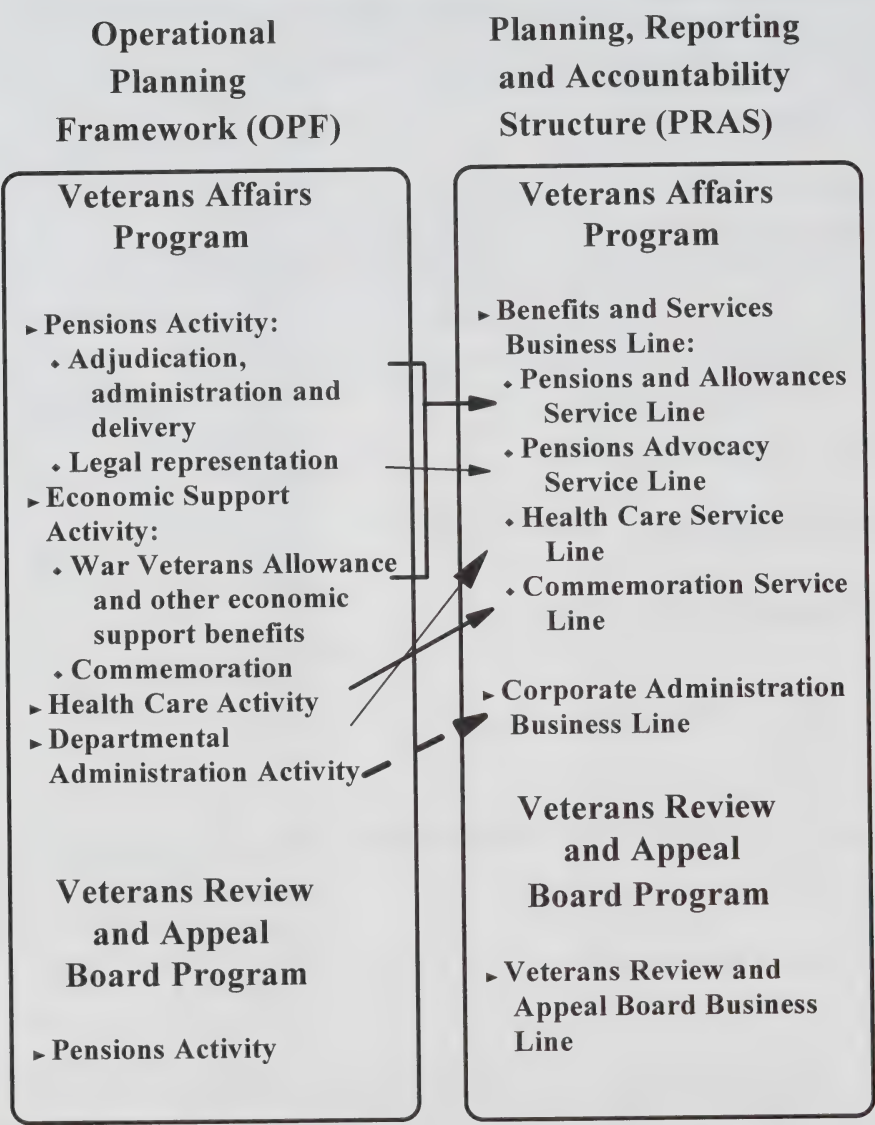 Operational
Planning
Framework (OPF)
Veterans Affairs
Program
▸ Pensions Activity:
⬥ Adjudication,
administration and
delivery
⬥ Legal representation
▸ Economic Support
Activity:
⬥ War Veterans Allowance
and other economic
support benefits
⬥ Commemoration
▸ Health Care Activity
▸ Departmental
Administration Activity
Veterans Review
and Appeal
Board Program
▸ Pensions Activity
Planning, Reporting
and Accountability
Structure (PRAS)
Veterans Affairs
Program
▸ Benefits and Services
Business Line:
⬥ Pensions and Allowances
Service Line
⬥ Pensions Advocacy
Service Line
⬥ Health Care Service
Line
⬥ Commemoration Service
Line
▸ Corporate Administration
Business Line
Veterans Review
and Appeal
Board Program
▸ Veterans Review and
Appeal Board Business
Line